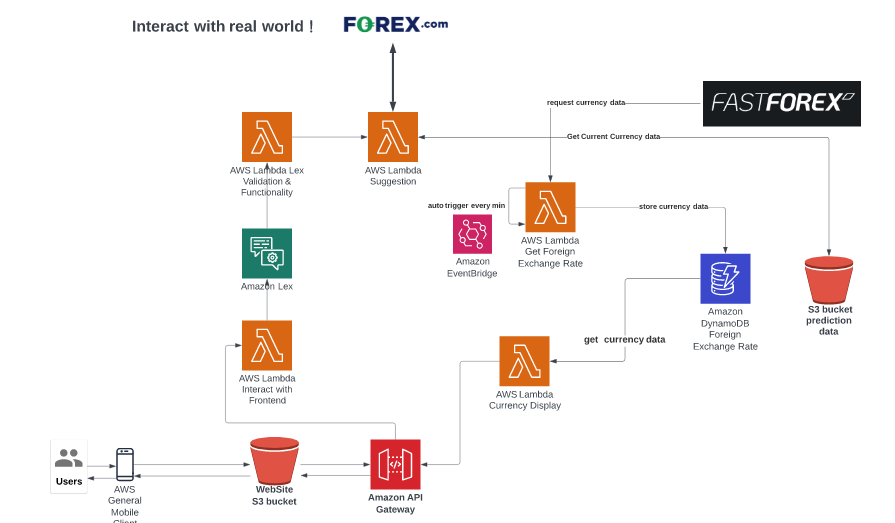 Interact with real world !
FOREX.com
FASTFOREX
request currency data
Get Current Currency data
AWS Lambda Lex
Validation &
Functionality
AWS Lambda
Suggestion
auto trigger every min
store currency data
AWS Lambda
Get Foreign
Exchange Rate
Amazon
EventBridge
Amazon Lex
Amazon
DynamoDB
Foreign
Exchange Rate
S3 bucket
prediction
data
get currency data
AWS Lambda
Interact with
Frontend
AWS Lambda
Currency Display
Users
AWS
General
Mobile
Client
WebSite
S3 bucket
Amazon API
Gateway